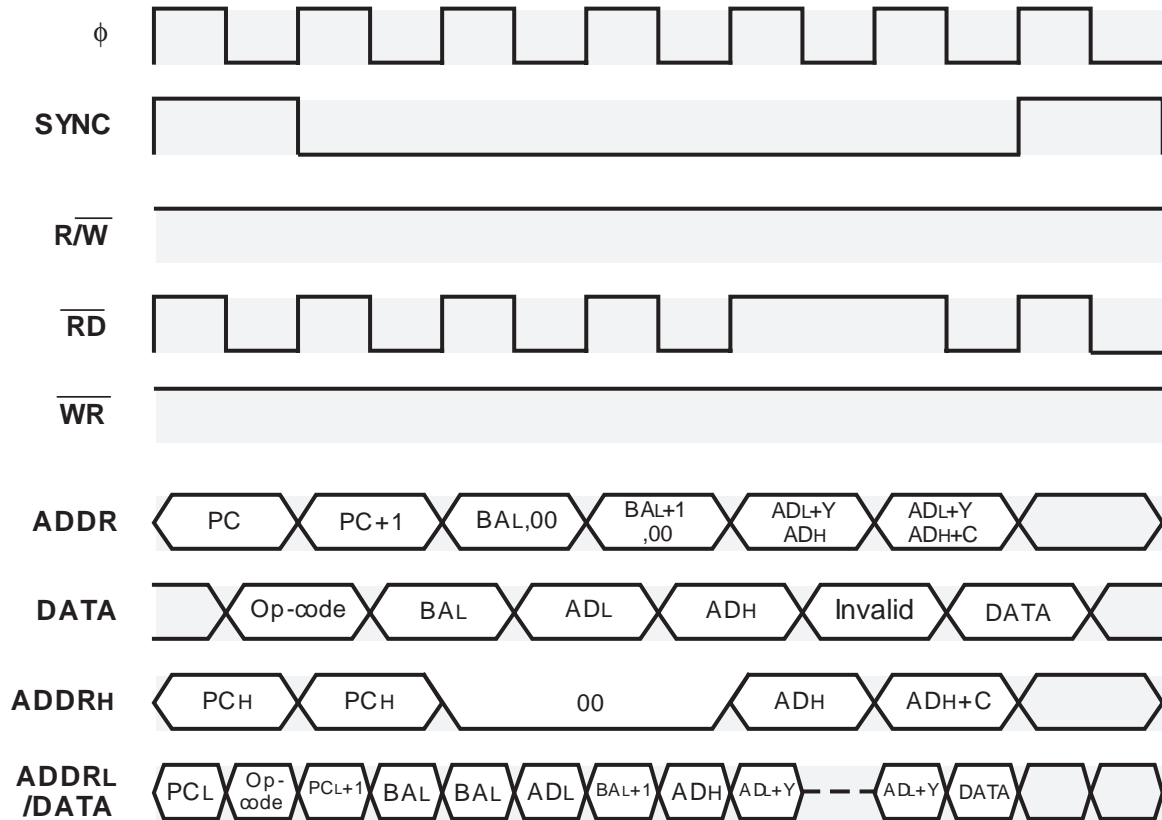 ϕ
SYNC
R/W
RD
WR
ADDR PC PC+1 BAL,00 BAL+1 ,00 ADL+Y ADH ADL+Y ADH+C
DATA Op-code BAL ADL ADH Invalid DATA
ADDRH PCH PCH 00 ADH ADH+C
ADDRL /DATA PCL Op-code PCL+1 BAL BAL ADL BAL+1 ADH ADL+Y ADL+Y DATA